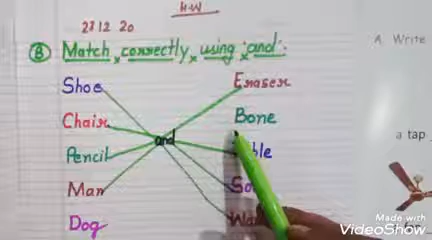 H.W
23 12 20
B Match correctly using 'and'.
Shoe
Eraser
Chair
Bone
Pencil
and
Man
Dog
A. Write
a tap
Made with
VideoShow